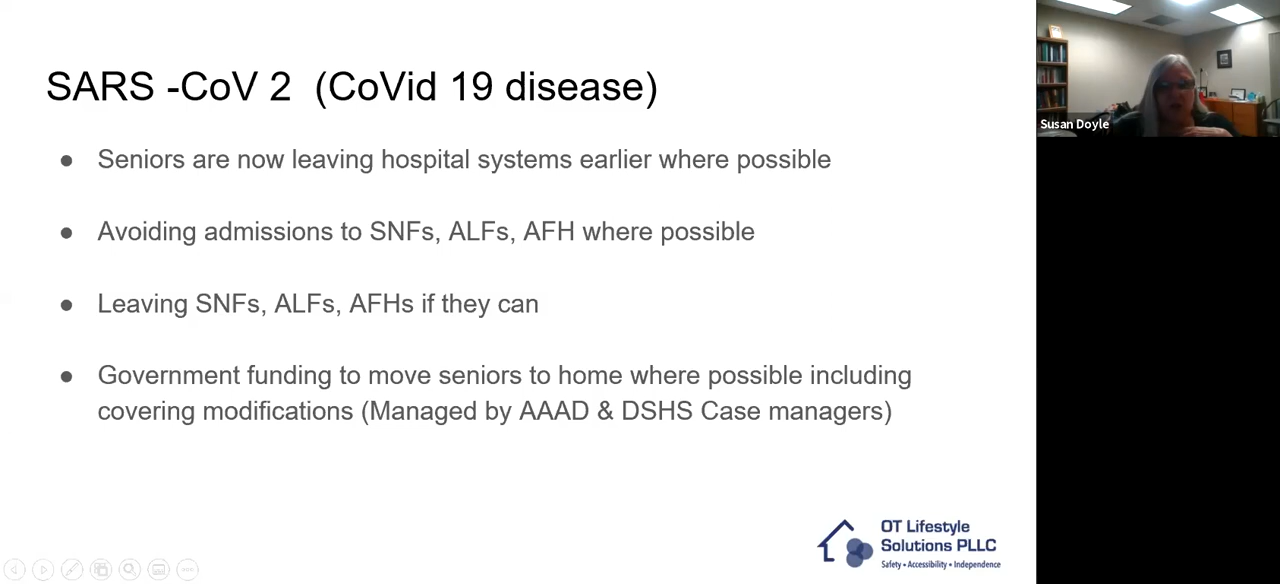 SARS -CoV 2 (CoVid 19 disease)
● Seniors are now leaving hospital systems earlier where possible
● Avoiding admissions to SNFs, ALFs, AFH where possible
● Leaving SNFs, ALFs, AFHs if they can
● Government funding to move seniors to home where possible including
covering modifications (Managed by AAAD & DSHS Case managers)
Susan Doyle
OT Lifestyle
Solutions PLLC
Safety • Accessibility • Independence